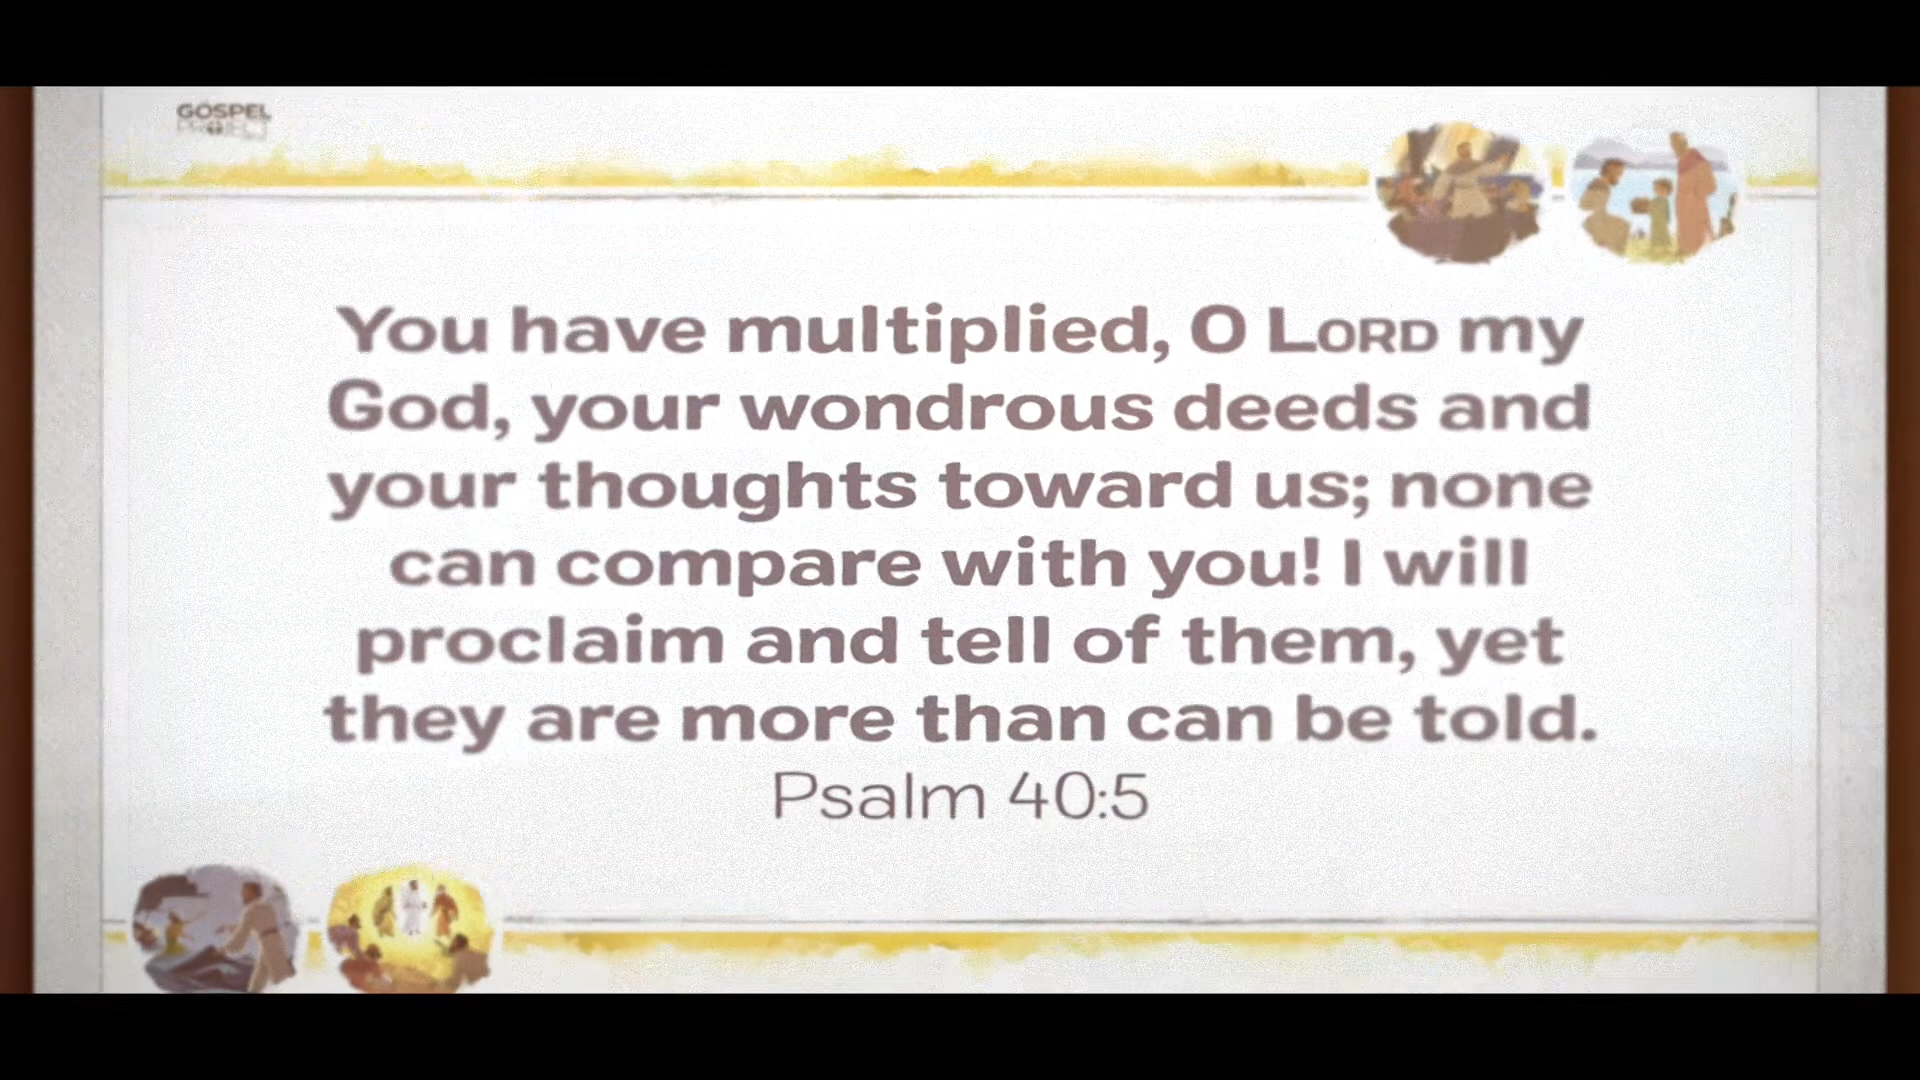 GOSPEL
PROJECT
You have multiplied, O LORD my
God, your wondrous deeds and
your thoughts toward us; none
can compare with you! I will
proclaim and tell of them, yet
they are more than can be told.
Psalm 40:5